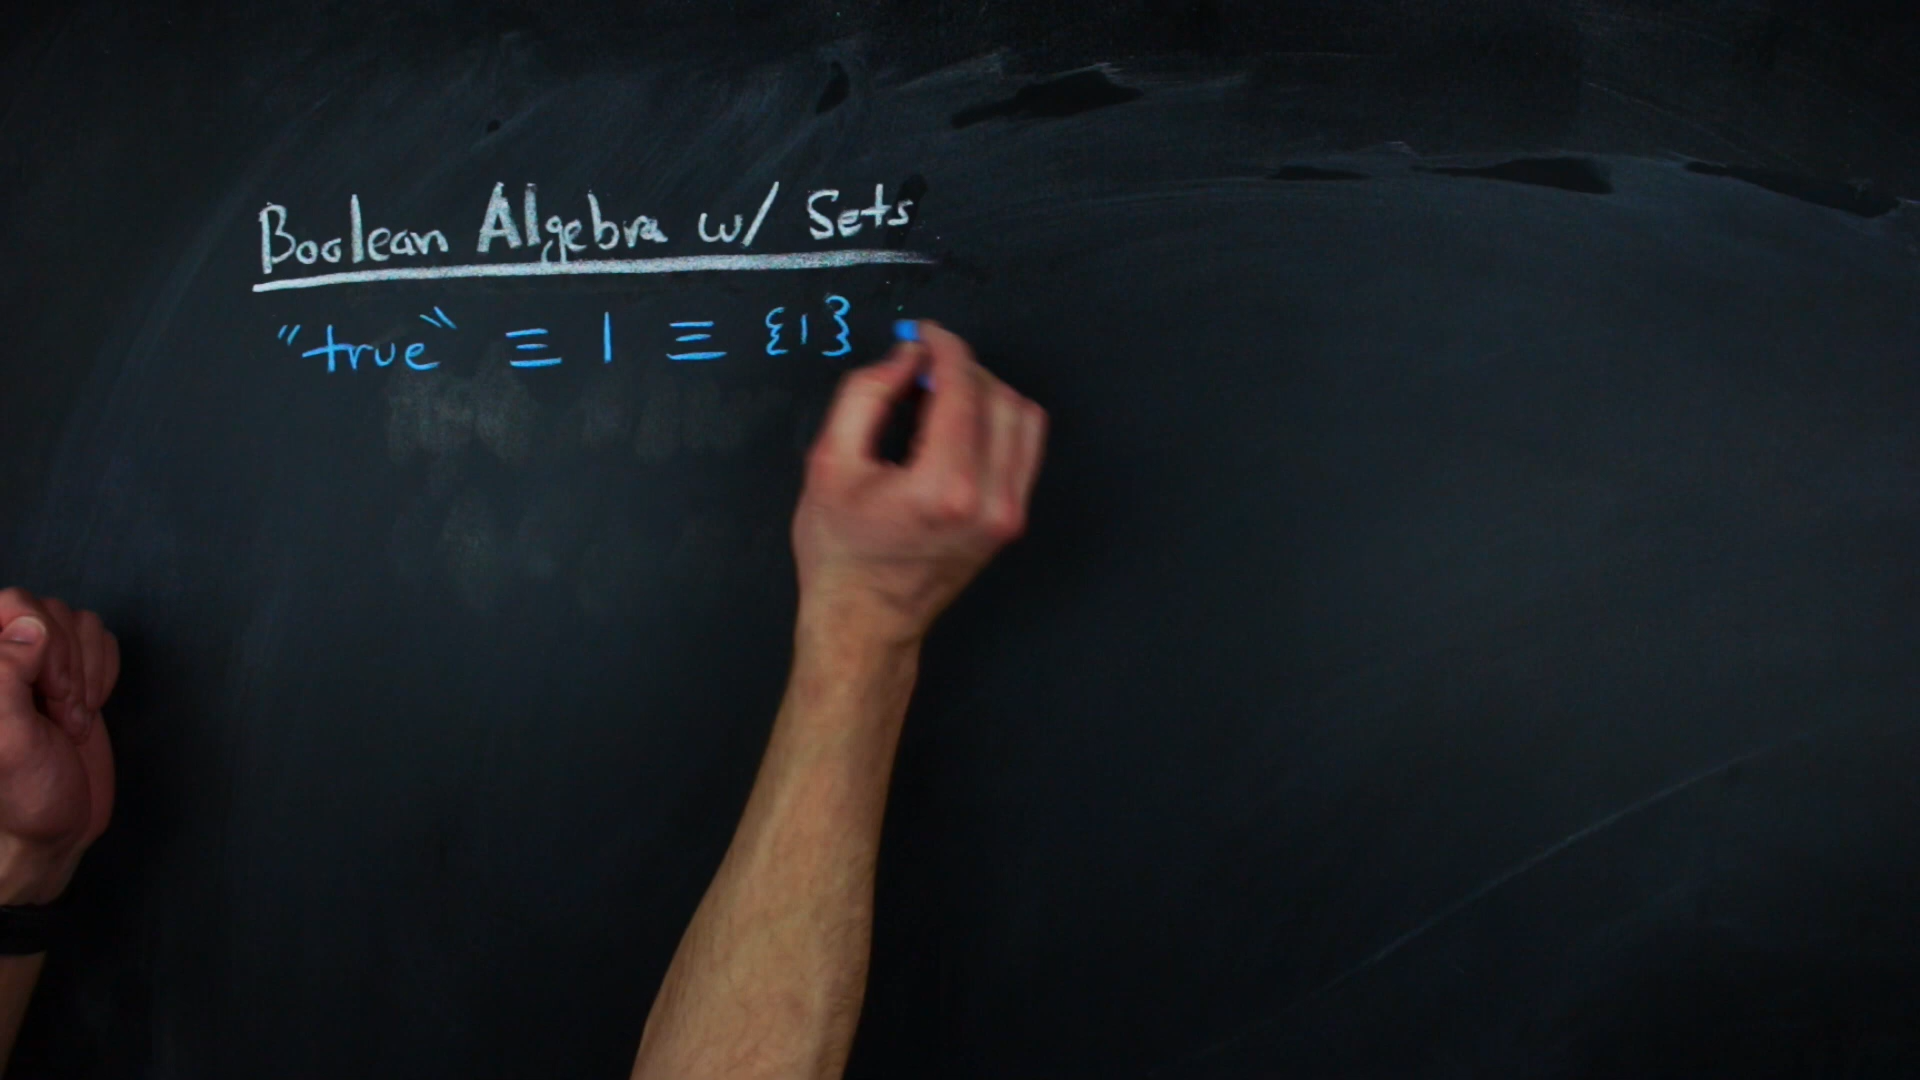 Boolean Algebra w/ Sets
"true" ≡ 1 ≡ {1}